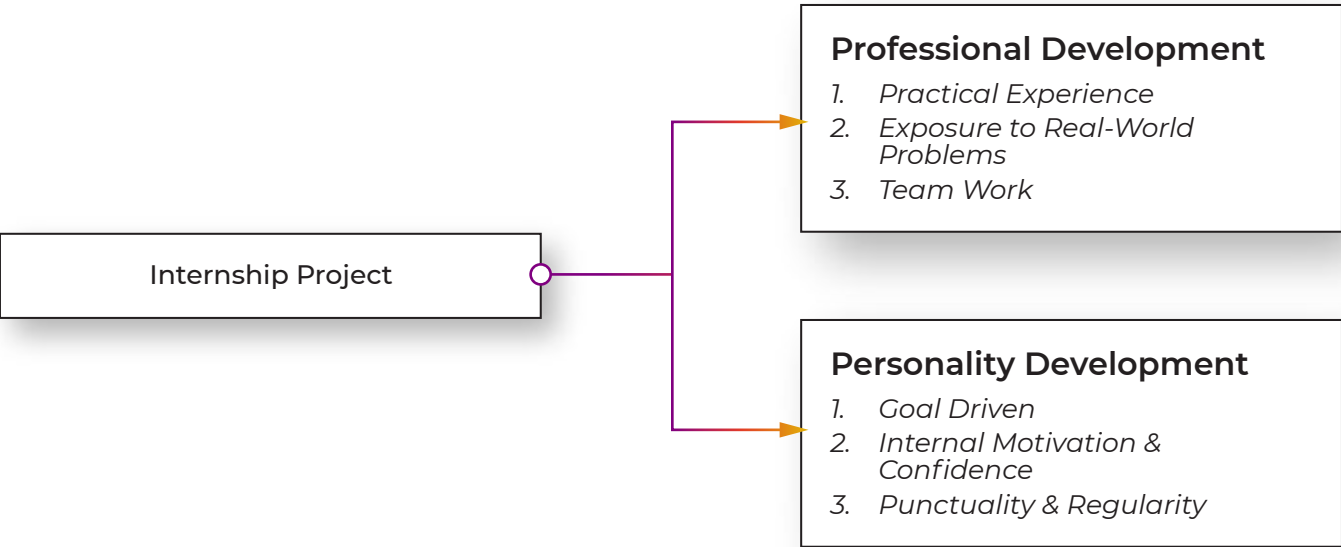 Professional Development
1. Practical Experience
2. Exposure to Real-World
Problems
3. Team Work
Internship Project
Personality Development
1. Goal Driven
2. Internal Motivation &
Confidence
3. Punctuality & Regularity